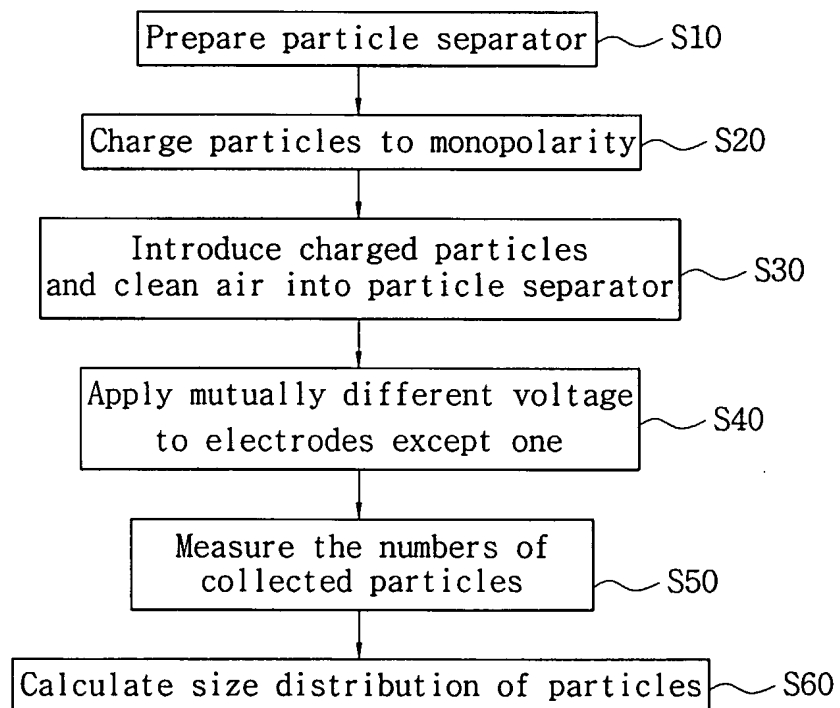 Prepare particle separator S10
Charge particles to monopolarity S20
Introduce charged particles
and clean air into particle separator S30
Apply mutually different voltage
to electrodes except one S40
Measure the numbers of
collected particles S50
Calculate size distribution of particles S60